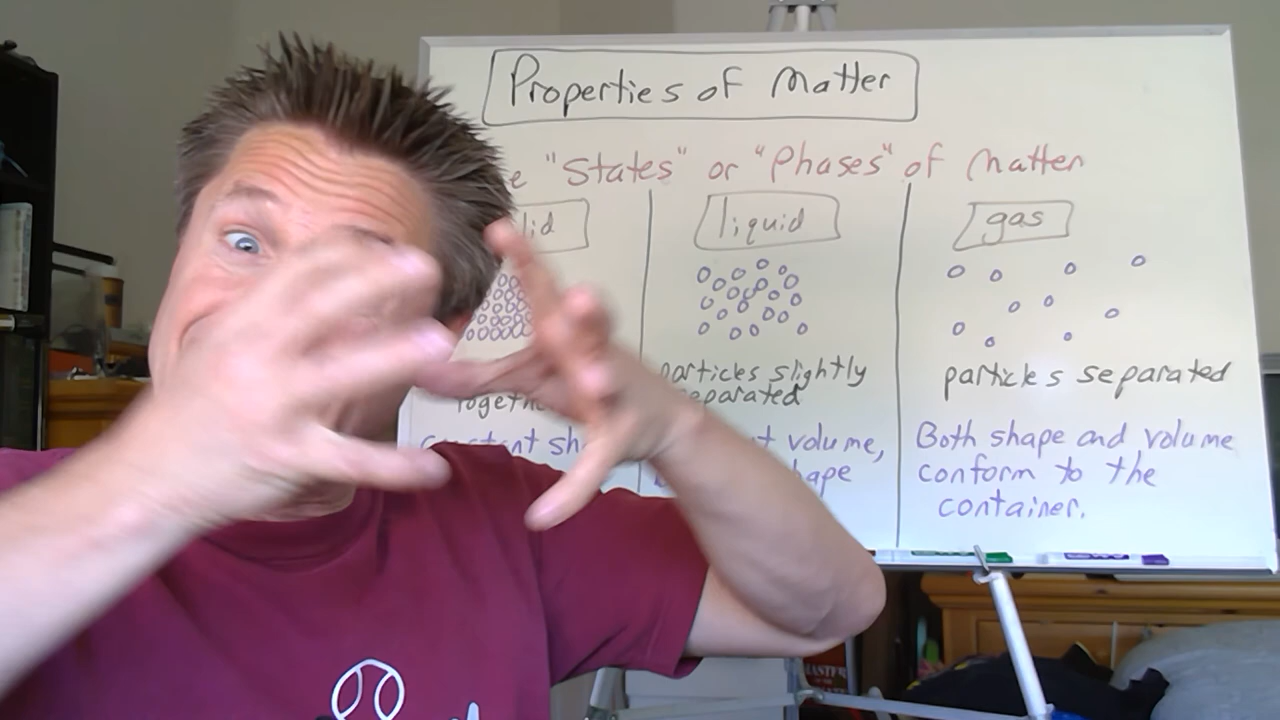 Properties of Matter
"States" or "Phases" of Matter
liquid
gas
particles slightly
separated
particles separated
volume,
Both shape and volume
conform to the
container.
MASTER